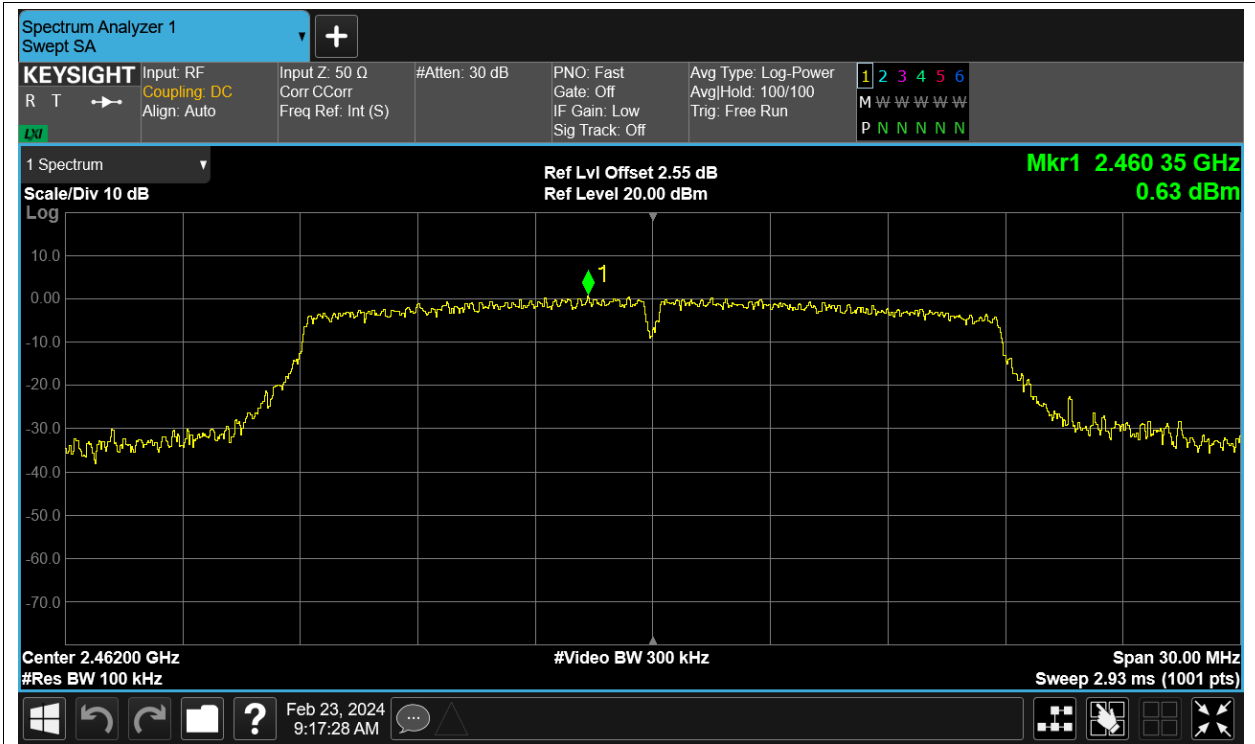 Spectrum Analyzer 1
Swept SA
KEYSIGHT
R T
LXI
Input: RF
Coupling: DC
Align: Auto
Input Z: 50 Ω
Corr CCorr
Freq Ref: Int (S)
#Atten: 30 dB
PNO: Fast
Gate: Off
IF Gain: Low
Sig Track: Off
Avg Type: Log-Power
Avg|Hold: 100/100
Trig: Free Run
1 2 3 4 5 6
M W W W W W
P N N N N N
1 Spectrum
Scale/Div 10 dB
Ref Lvl Offset 2.55 dB
Ref Level 20.00 dBm
Mkr1 2.460 35 GHz
0.63 dBm
Log
10.0
0.00
-10.0
-20.0
-30.0
-40.0
-50.0
-60.0
-70.0
1
Center 2.46200 GHz
#Res BW 100 kHz
#Video BW 300 kHz
Span 30.00 MHz
Sweep 2.93 ms (1001 pts)
?
Feb 23, 2024
9:17:28 AM